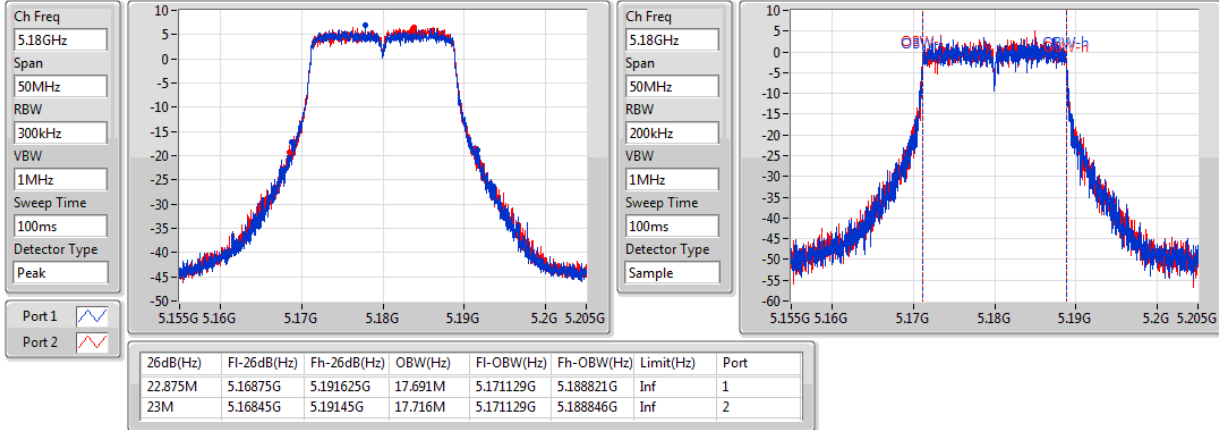 Ch Freq
5.18GHz
Span
50MHz
RBW
300kHz
VBW
1MHz
Sweep Time
100ms
Detector Type
Peak
10
5
0
-5
-10
-15
-20
-25
-30
-35
-40
-45
-50
5.155G 5.16G 5.17G 5.18G 5.19G 5.2G 5.205G
Ch Freq
5.18GHz
Span
50MHz
RBW
200kHz
VBW
1MHz
Sweep Time
100ms
Detector Type
Sample
10
5
0
-5
-10
-15
-20
-25
-30
-35
-40
-45
-50
-55
-60
OBW-l OBW-h
5.155G 5.16G 5.17G 5.18G 5.19G 5.2G 5.205G
Port 1
Port 2
26dB(Hz) Fl-26dB(Hz) Fh-26dB(Hz) OBW(Hz) Fl-OBW(Hz) Fh-OBW(Hz) Limit(Hz) Port
22.875M 5.16875G 5.191625G 17.691M 5.171129G 5.188821G Inf 1
23M 5.16845G 5.19145G 17.716M 5.171129G 5.188846G Inf 2